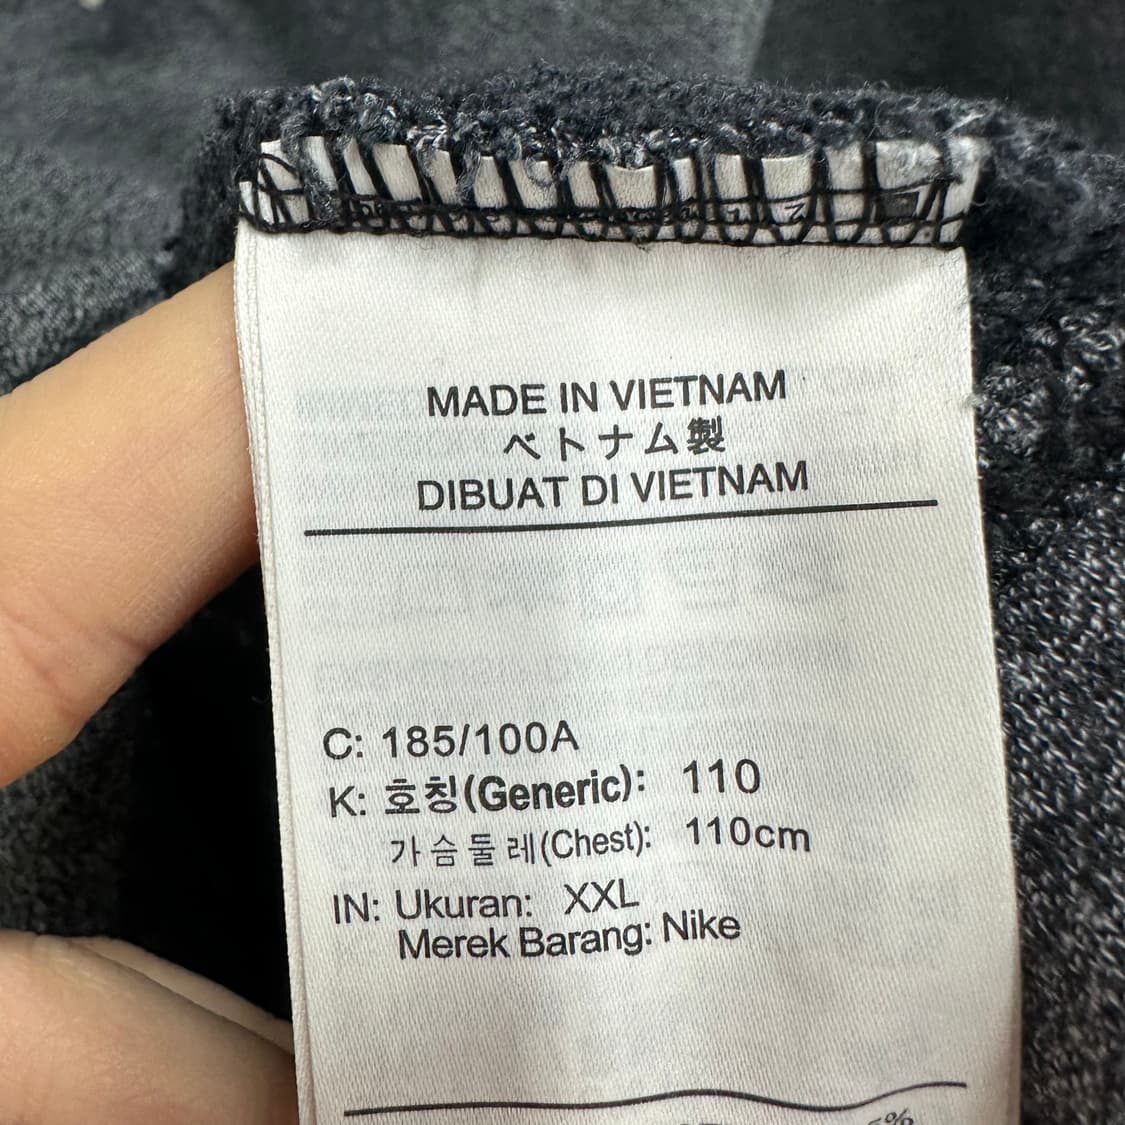 MADE IN VIETNAM
ベトナム製
DIBUAT DI VIETNAM
C: 185/100A
K: 호칭(Generic): 110
가슴둘레(Chest): 110cm
IN: Ukuran: XXL
Merek Barang: Nike